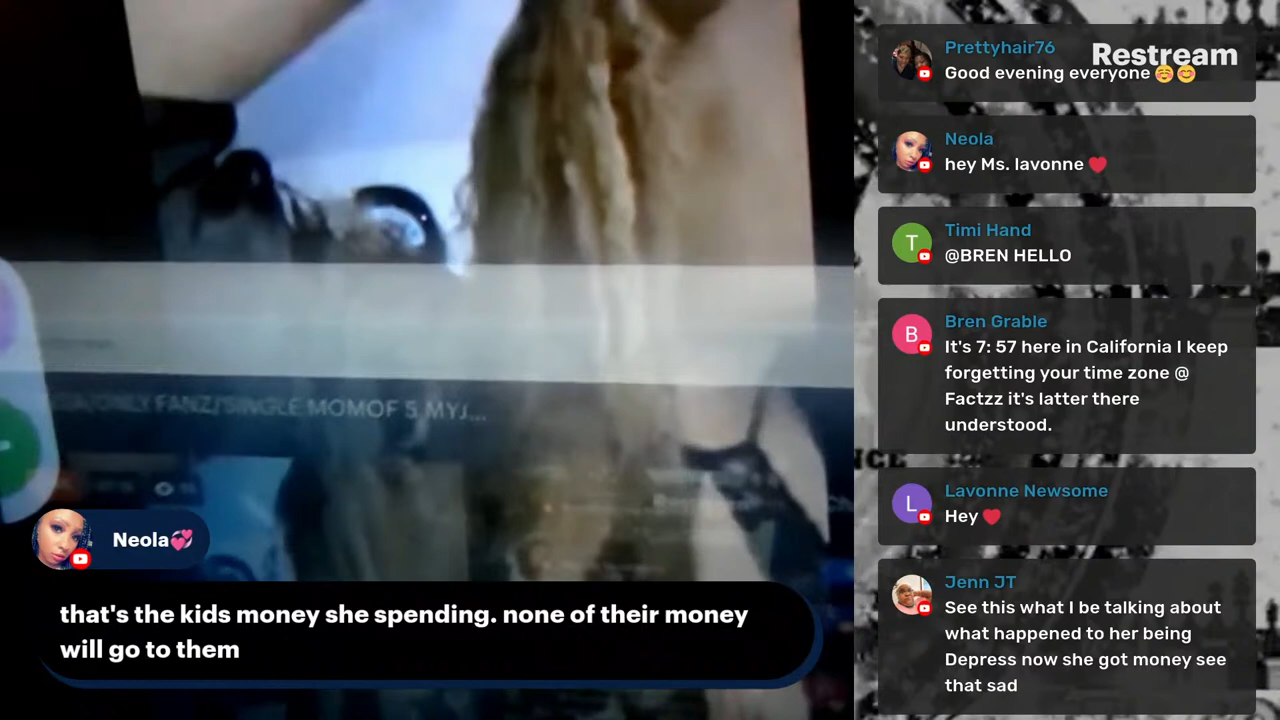 Restream
Prettyhair76
Good evening everyone ☺️😊
Neola
hey Ms. lavonne ❤️
T
Timi Hand
@BREN HELLO
B
Bren Grable
It's 7: 57 here in California I keep
forgetting your time zone @
Factzz it's latter there
understood.
L
Lavonne Newsome
Hey ❤️
Jenn JT
See this what I be talking about
what happened to her being
Depress now she got money see
that sad
NCE
ONLY FANZ/SINGLE MOMOF 5 MYJ...
Neola💞
that's the kids money she spending. none of their money
will go to them